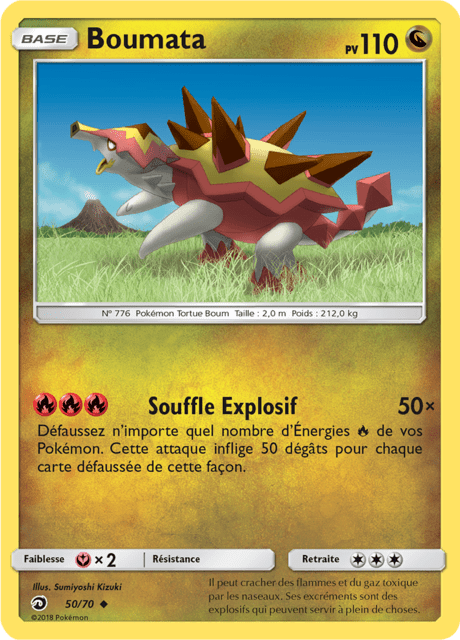 BASE Boumata PV 110
N° 776 Pokémon Tortue Boum Taille : 2,0 m Poids : 212,0 kg
Souffle Explosif 50×
Défaussez n'importe quel nombre d'Énergies de vos
Pokémon. Cette attaque inflige 50 dégâts pour chaque
carte défaussée de cette façon.
Faiblesse × 2 Résistance Retraite
Illus. Sumiyoshi Kizuki
50/70
©2018 Pokémon
Il peut cracher des flammes et du gaz toxique
par les naseaux. Ses excréments sont des
explosifs qui peuvent servir à plein de choses.